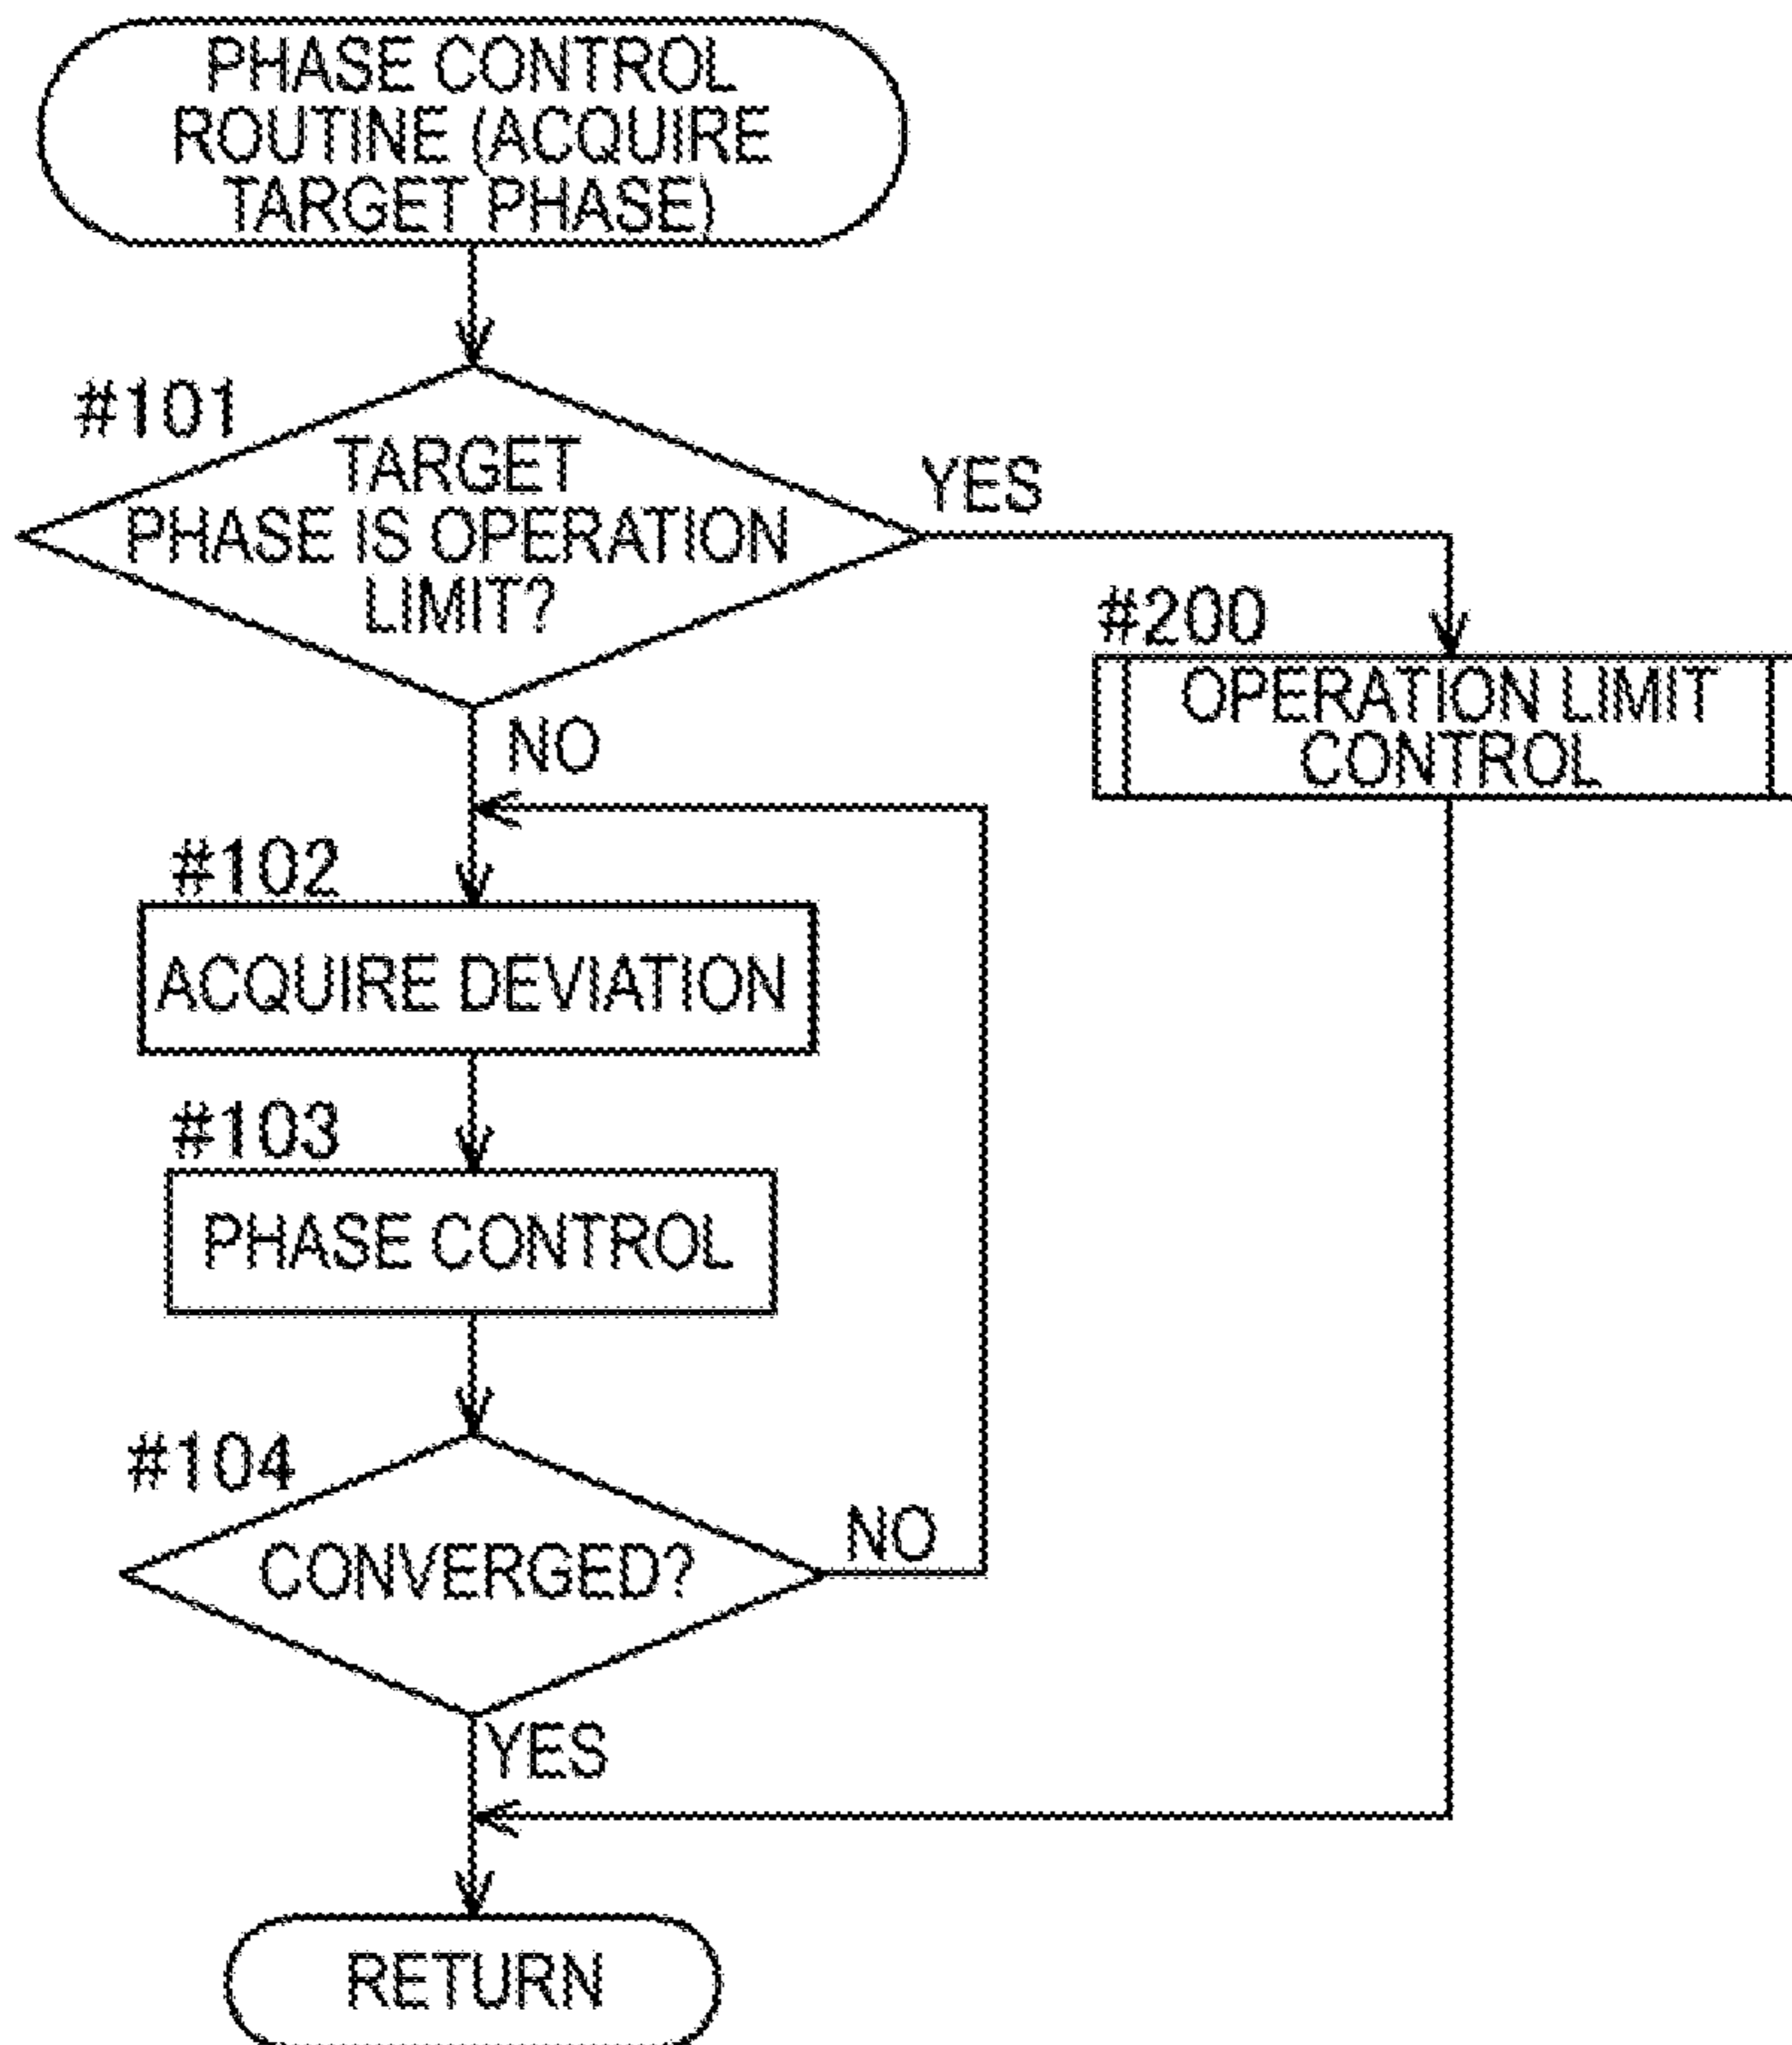 PHASE CONTROL
ROUTINE (ACQUIRE
TARGET PHASE)
#101
TARGET
PHASE IS OPERATION
LIMIT?
YES
#200
OPERATION LIMIT
CONTROL
NO
#102
ACQUIRE DEVIATION
#103
PHASE CONTROL
#104
CONVERGED?
NO
YES
RETURN